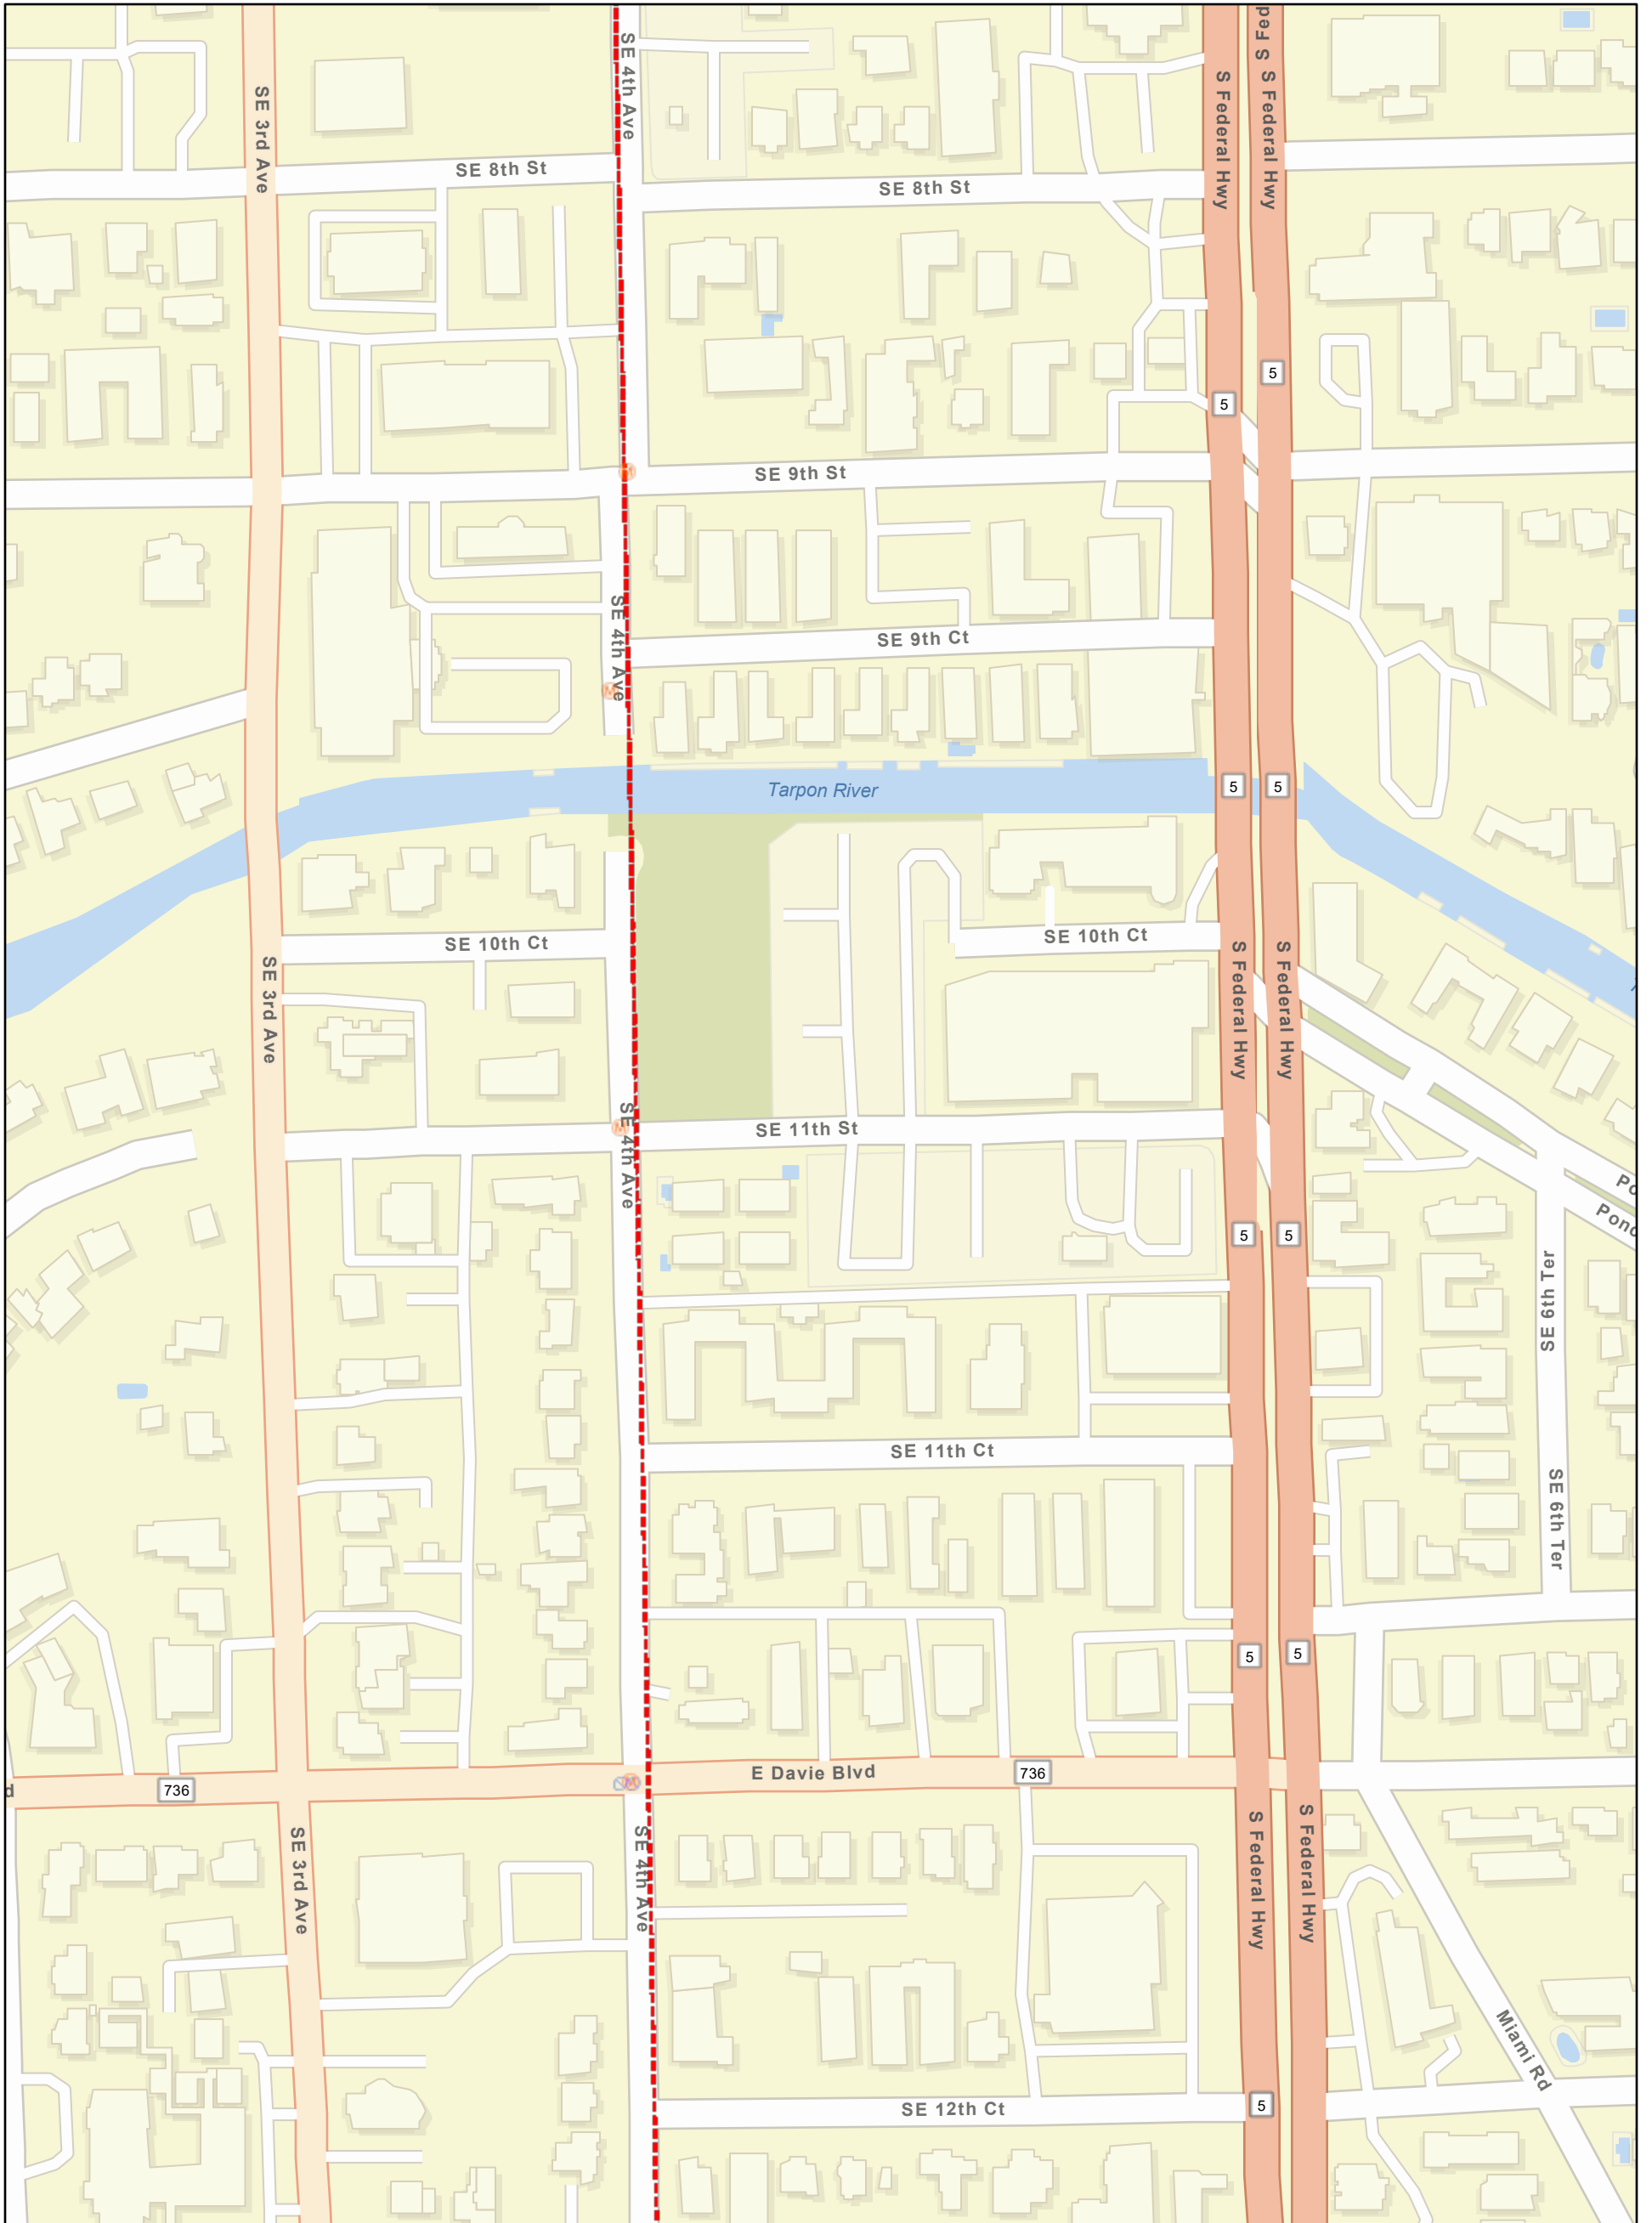 SE 4th Ave
S Fed
SE 3rd Ave
S Federal Hwy
S Federal Hwy
SE 8th St
SE 8th St
5
5
SE 9th St
M
SE 4th Ave
SE 9th Ct
M
Tarpon River
5
5
SE 10th Ct
SE 10th Ct
SE 3rd Ave
S Federal Hwy
S Federal Hwy
SE 4th Ave
M
SE 11th St
Po
Pond
5
5
SE 6th Ter
SE 11th Ct
SE 6th Ter
5
5
E Davie Blvd
736
736
d
M
SE 3rd Ave
SE 4th Ave
S Federal Hwy
S Federal Hwy
Miami Rd
SE 12th Ct
5